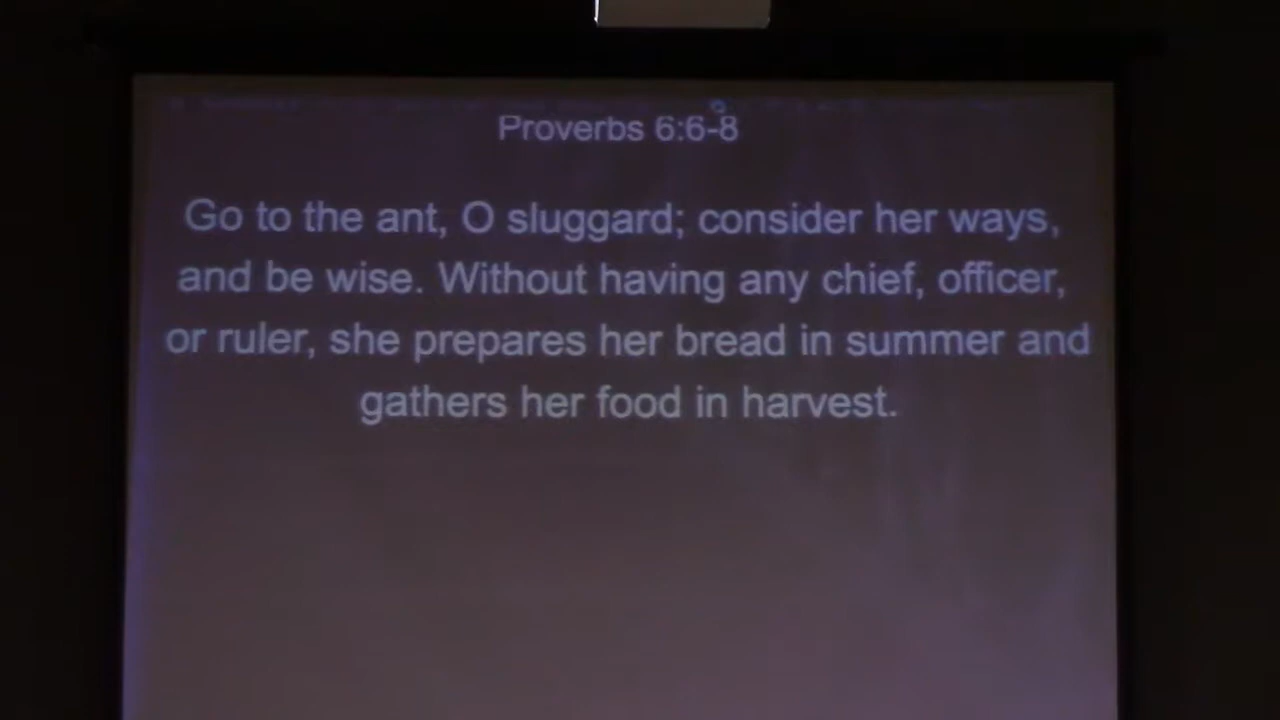 Proverbs 6:6-8
Go to the ant, O sluggard; consider her ways,
and be wise. Without having any chief, officer,
or ruler, she prepares her bread in summer and
gathers her food in harvest.